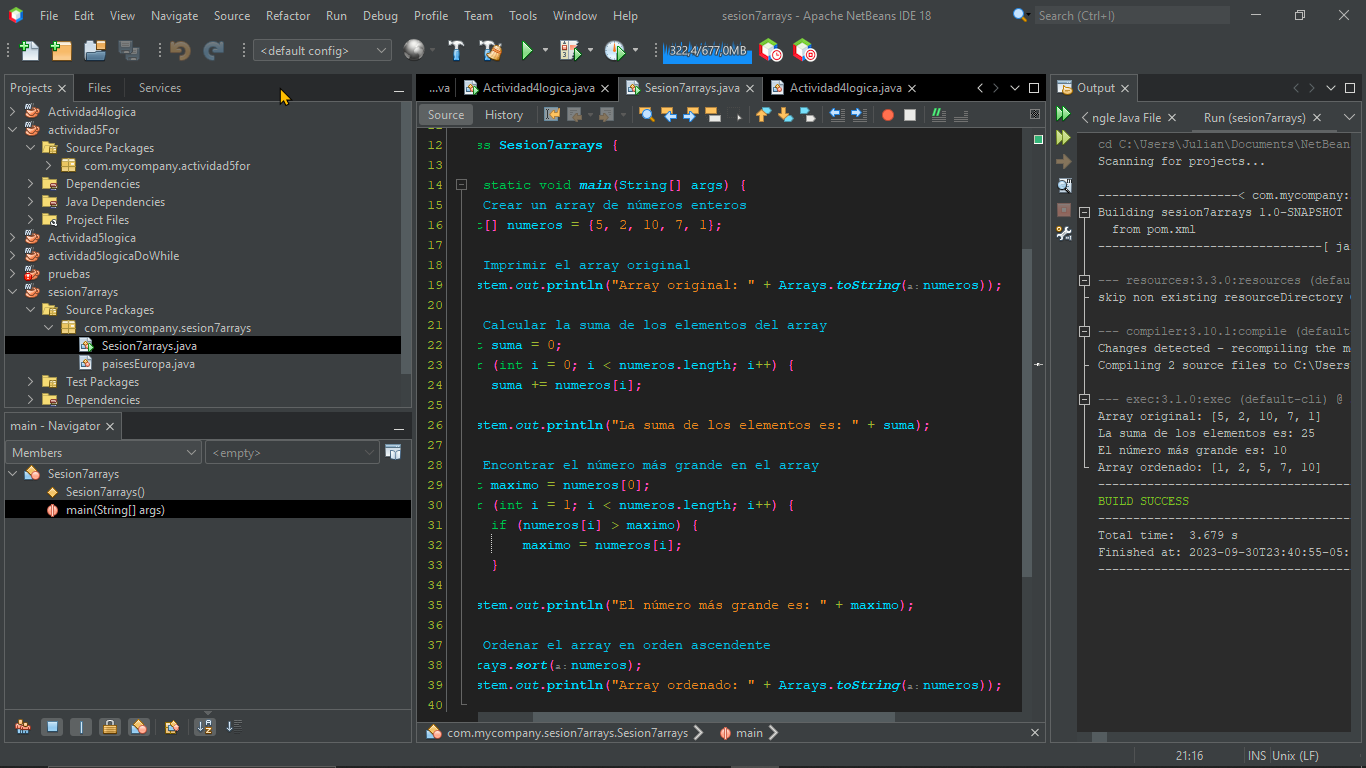 File Edit View Navigate Source Refactor Run Debug Profile Team Tools Window Help
sesion7arrays - Apache NetBeans IDE 18
Search (Ctrl+I)
<default config>
322,4/677,0MB
Projects Files Services
Actividad4logica
actividad5For
Source Packages
com.mycompany.actividad5for
Dependencies
Java Dependencies
Project Files
Actividad5logica
actividad5logicaDoWhile
pruebas
sesion7arrays
Source Packages
com.mycompany.sesion7arrays
Sesion7arrays.java
paisesEuropa.java
Test Packages
Dependencies
main - Navigator
Members
<empty>
Sesion7arrays
Sesion7arrays()
main(String[] args)
...va Actividad4logica.java Sesion7arrays.java Actividad4logica.java
Source History
12 ss Sesion7arrays {
13
14 static void main(String[] args) {
15 Crear un array de números enteros
16 t[] numeros = {5, 2, 10, 7, 1};
17
18 Imprimir el array original
19 stem.out.println("Array original: " + Arrays.toString(a: numeros));
20
21 Calcular la suma de los elementos del array
22 t suma = 0;
23 r (int i = 0; i < numeros.length; i++) {
24 suma += numeros[i];
25
26 stem.out.println("La suma de los elementos es: " + suma);
27
28 Encontrar el número más grande en el array
29 t maximo = numeros[0];
30 r (int i = 1; i < numeros.length; i++) {
31 if (numeros[i] > maximo) {
32 maximo = numeros[i];
33 }
34
35 stem.out.println("El número más grande es: " + maximo);
36
37 Ordenar el array en orden ascendente
38 rays.sort(a: numeros);
39 stem.out.println("Array ordenado: " + Arrays.toString(a: numeros));
40
com.mycompany.sesion7arrays.Sesion7arrays main
Output
ngle Java File Run (sesion7arrays)
cd C:\Users\Julian\Documents\NetBean
Scanning for projects...
--------------------< com.mycompany:
Building sesion7arrays 1.0-SNAPSHOT
from pom.xml
--------------------------------[ ja
--- resources:3.3.0:resources (defau
skip non existing resourceDirectory
--- compiler:3.10.1:compile (default
Changes detected - recompiling the m
Compiling 2 source files to C:\Users
--- exec:3.1.0:exec (default-cli) @
Array original: [5, 2, 10, 7, 1]
La suma de los elementos es: 25
El número más grande es: 10
Array ordenado: [1, 2, 5, 7, 10]
------------------------------------
BUILD SUCCESS
------------------------------------
Total time: 3.679 s
Finished at: 2023-09-30T23:40:55-05:
------------------------------------
21:16 INS Unix (LF)